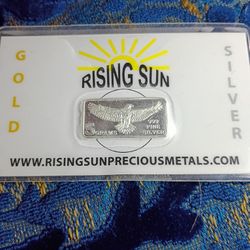 GOLD
SILVER
RISING SUN
GRAMS
999
FINE
SILVER
WWW.RISINGSUNPRECIOUSMETALS.COM